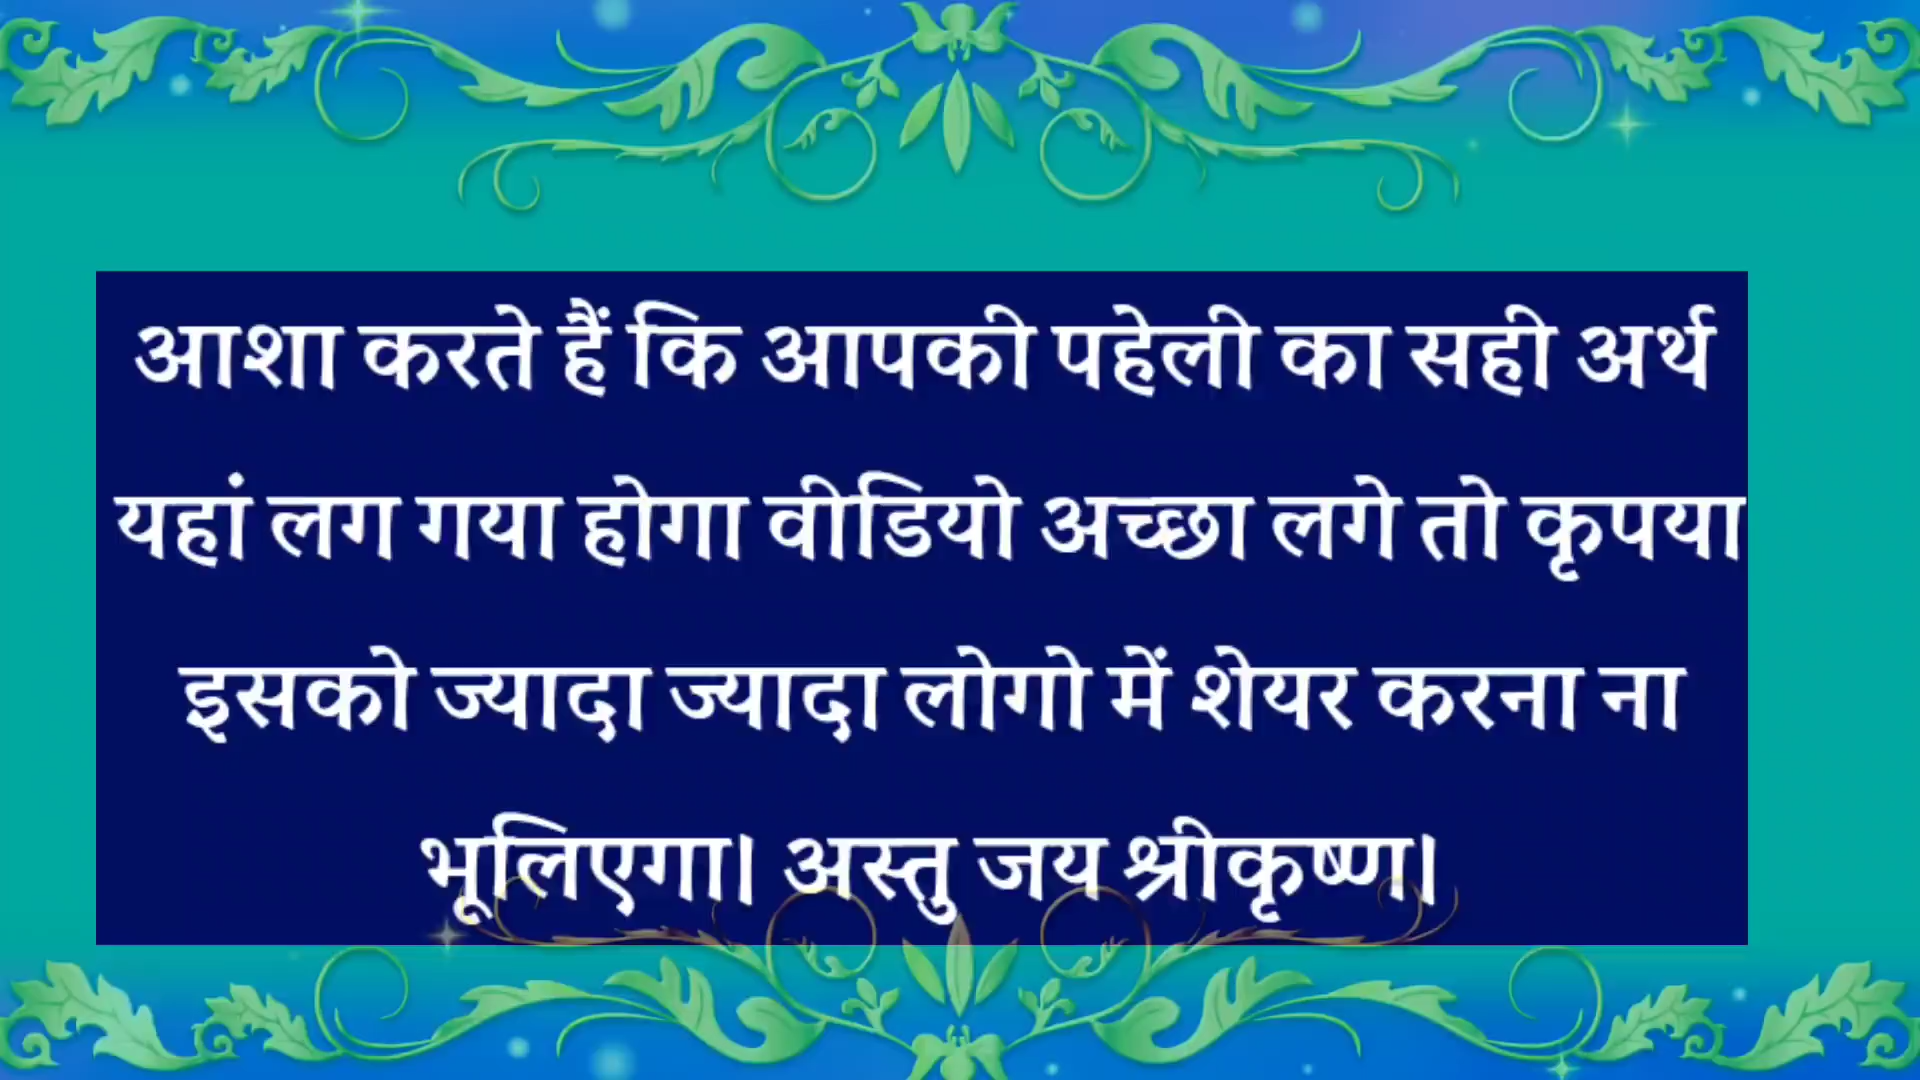 आशा करते हैं कि आपकी पहेली का सही अर्थ
यहां लग गया होगा वीडियो अच्छा लगे तो कृपया
इसको ज्यादा ज्यादा लोगो में शेयर करना ना
भूलिएगा। अस्तु जय श्रीकृष्ण।